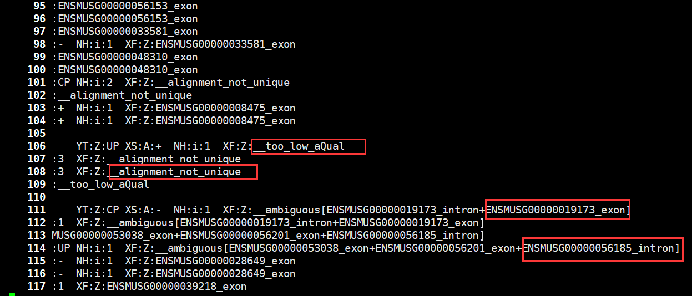 95 :ENSMUSG00000056153_exon
96 :ENSMUSG00000056153_exon
97 :ENSMUSG00000033581_exon
98 :- NH:i:1 XF:Z:ENSMUSG00000033581_exon
99 :ENSMUSG00000048310_exon
100 :ENSMUSG00000048310_exon
101 :CP NH:i:2 XF:Z:__alignment_not_unique
102 :__alignment_not_unique
103 :+ NH:i:1 XF:Z:ENSMUSG00000008475_exon
104 :+ NH:i:1 XF:Z:ENSMUSG00000008475_exon
105
106 YT:Z:UP XS:A:+ NH:i:1 XF:Z:__too_low_aQual
107 :3 XF:Z:__alignment_not_unique
108 :3 XF:Z:__alignment_not_unique
109 :__too_low_aQual
110
111 YT:Z:CP XS:A:- NH:i:1 XF:Z:__ambiguous[ENSMUSG00000019173_intron+ENSMUSG00000019173_exon]
112 :1 XF:Z:__ambiguous[ENSMUSG00000019173_intron+ENSMUSG00000019173_exon]
113 MUSG00000053038_exon+ENSMUSG00000056201_exon+ENSMUSG00000056185_intron]
114 :UP NH:i:1 XF:Z:__ambiguous[ENSMUSG00000053038_exon+ENSMUSG00000056201_exon+ENSMUSG00000056185_intron]
115 :- NH:i:1 XF:Z:ENSMUSG00000028649_exon
116 :- NH:i:1 XF:Z:ENSMUSG00000028649_exon
117 :1 XF:Z:ENSMUSG00000039218_exon